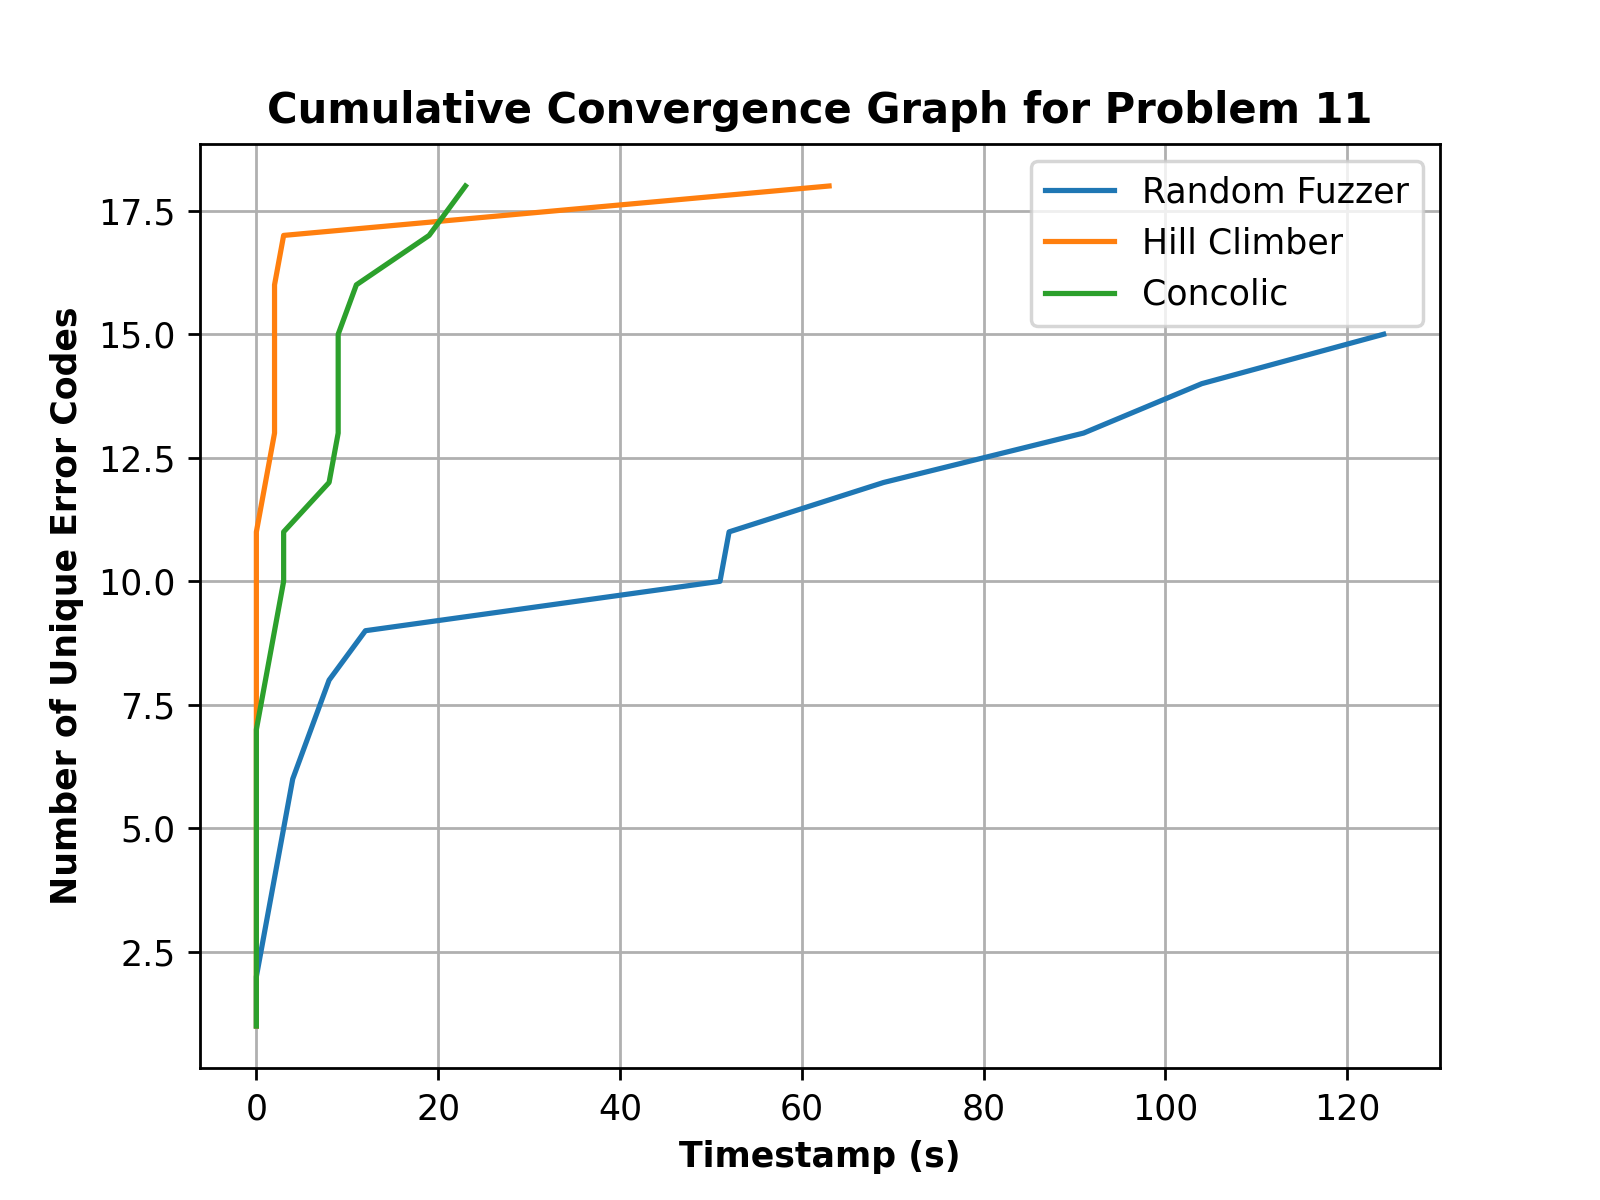 Cumulative Convergence Graph for Problem 11
Random Fuzzer
Hill Climber
Concolic
Number of Unique Error Codes
17.5
15.0
12.5
10.0
7.5
5.0
2.5
0 20 40 60 80 100 120
Timestamp (s)